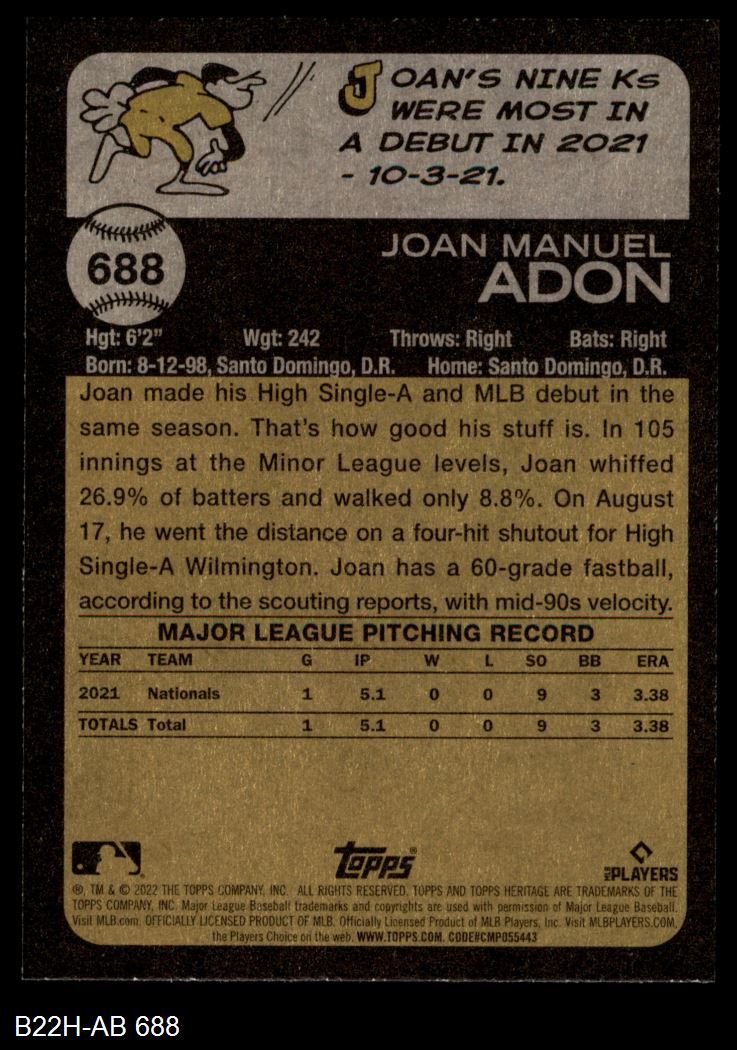 JOAN'S NINE KS
WERE MOST IN
A DEBUT IN 2021
- 10-3-21.
688
JOAN MANUEL
ADON
Hgt: 6'2" Wgt: 242 Throws: Right Bats: Right
Born: 8-12-98, Santo Domingo, D.R. Home: Santo Domingo, D.R.
Joan made his High Single-A and MLB debut in the
same season. That's how good his stuff is. In 105
innings at the Minor League levels, Joan whiffed
26.9% of batters and walked only 8.8%. On August
17, he went the distance on a four-hit shutout for High
Single-A Wilmington. Joan has a 60-grade fastball,
according to the scouting reports, with mid-90s velocity.
MAJOR LEAGUE PITCHING RECORD
YEAR TEAM G IP W L SO BB ERA
2021 Nationals 1 5.1 0 0 9 3 3.38
TOTALS Total 1 5.1 0 0 9 3 3.38
TOPPS®
MLB PLAYERS
®, TM & © 2022 THE TOPPS COMPANY, INC. ALL RIGHTS RESERVED. TOPPS AND TOPPS HERITAGE ARE TRADEMARKS OF THE
TOPPS COMPANY, INC. Major League Baseball trademarks and copyrights are used with permission of Major League Baseball.
Visit MLB.com. OFFICIALLY LICENSED PRODUCT OF MLB. Officially Licensed Product of MLB Players, Inc. Visit MLBPLAYERS.COM,
the Players Choice on the web. WWW.TOPPS.COM. CODE#CMP055443
B22H-AB 688